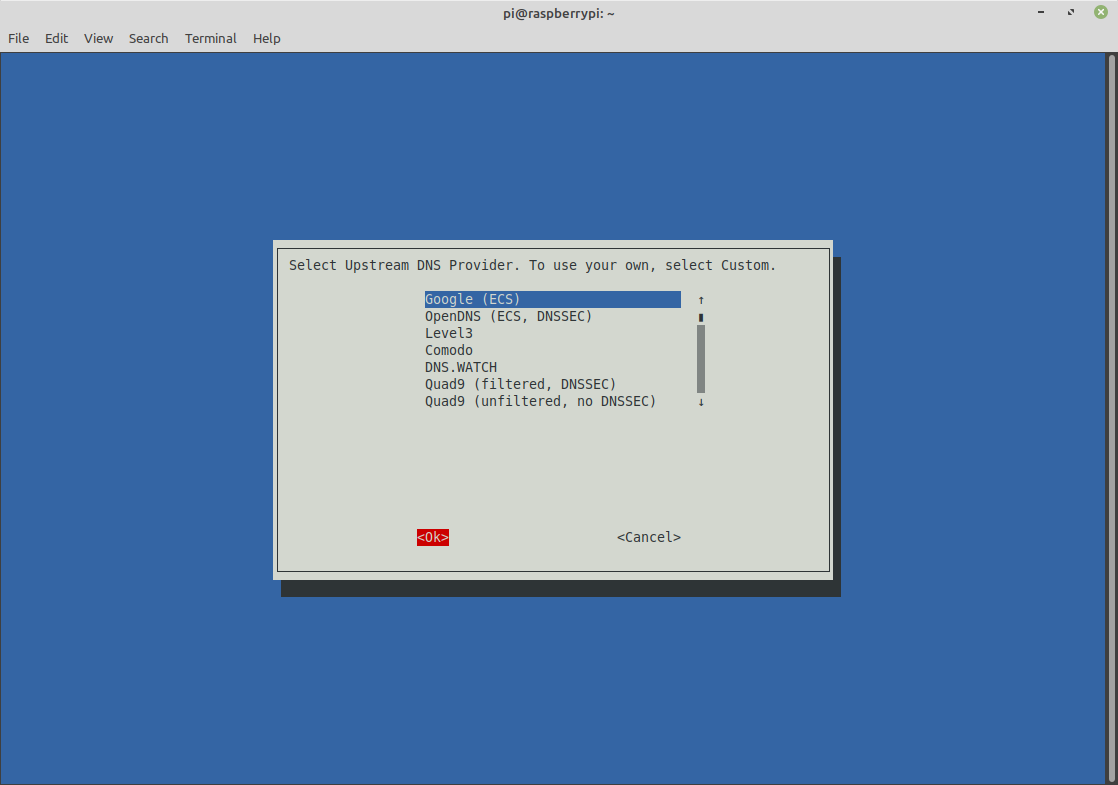 pi@raspberrypi: ~
File Edit View Search Terminal Help
Select Upstream DNS Provider. To use your own, select Custom.
Google (ECS)
OpenDNS (ECS, DNSSEC)
Level3
Comodo
DNS.WATCH
Quad9 (filtered, DNSSEC)
Quad9 (unfiltered, no DNSSEC)
<Ok> <Cancel>